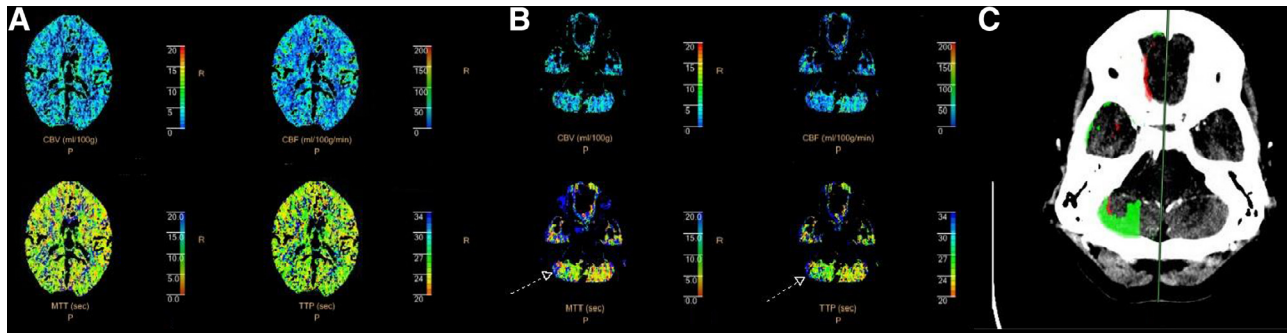 A
20
15
10
5
0
R
CBV (ml/100g)
P
200
150
100
50
0
R
CBF (ml/100g/min)
P
20.0
15.0
10.0
5.0
0.0
R
MTT (sec)
P
34
30
27
24
20
R
TTP (sec)
P
B
20
15
10
5
0
R
CBV (ml/100g)
P
200
150
100
50
0
CBF (ml/100g/min)
P
20.0
15.0
10.0
5.0
0.0
R
MTT (sec)
P
34
30
27
24
20
TTP (sec)
P
C